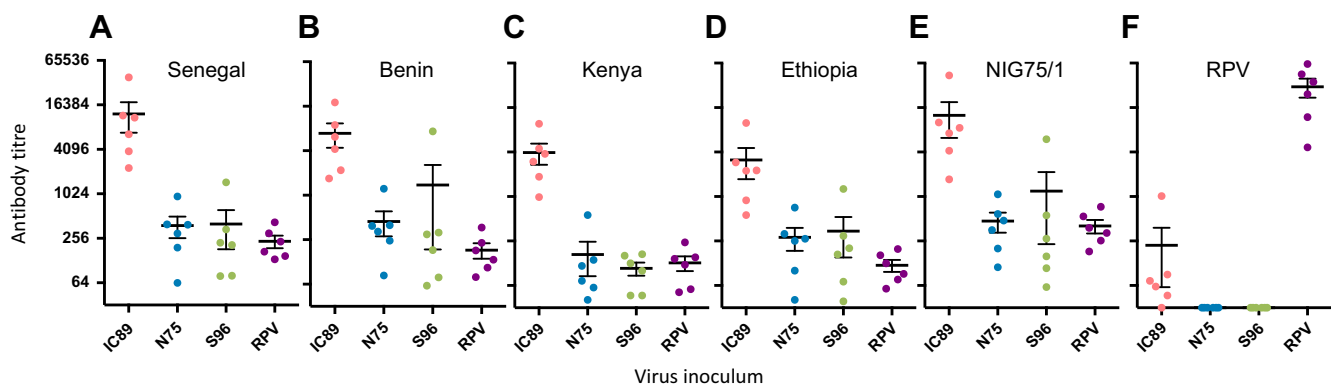 A B C D E F
Senegal Benin Kenya Ethiopia NIG75/1 RPV
65536
16384
4096
1024
256
64
Antibody titre
IC89 N75 S96 RPV IC89 N75 S96 RPV IC89 N75 S96 RPV IC89 N75 S96 RPV IC89 N75 S96 RPV IC89 N75 S96 RPV
Virus inoculum